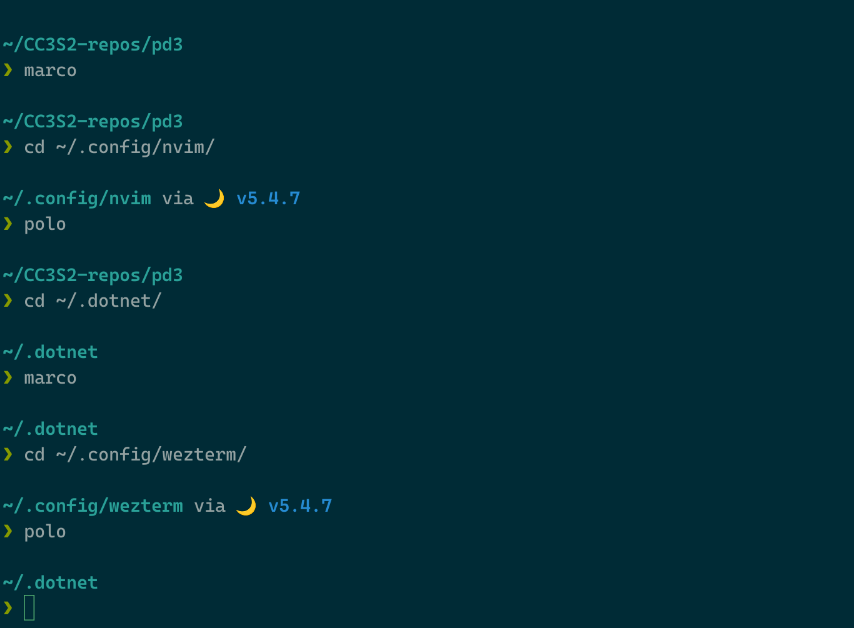 ~/CC3S2-repos/pd3
❯ marco
~/CC3S2-repos/pd3
❯ cd ~/.config/nvim/
~/.config/nvim via 🌙 v5.4.7
❯ polo
~/CC3S2-repos/pd3
❯ cd ~/.dotnet/
~/.dotnet
❯ marco
~/.dotnet
❯ cd ~/.config/wezterm/
~/.config/wezterm via 🌙 v5.4.7
❯ polo
~/.dotnet
❯